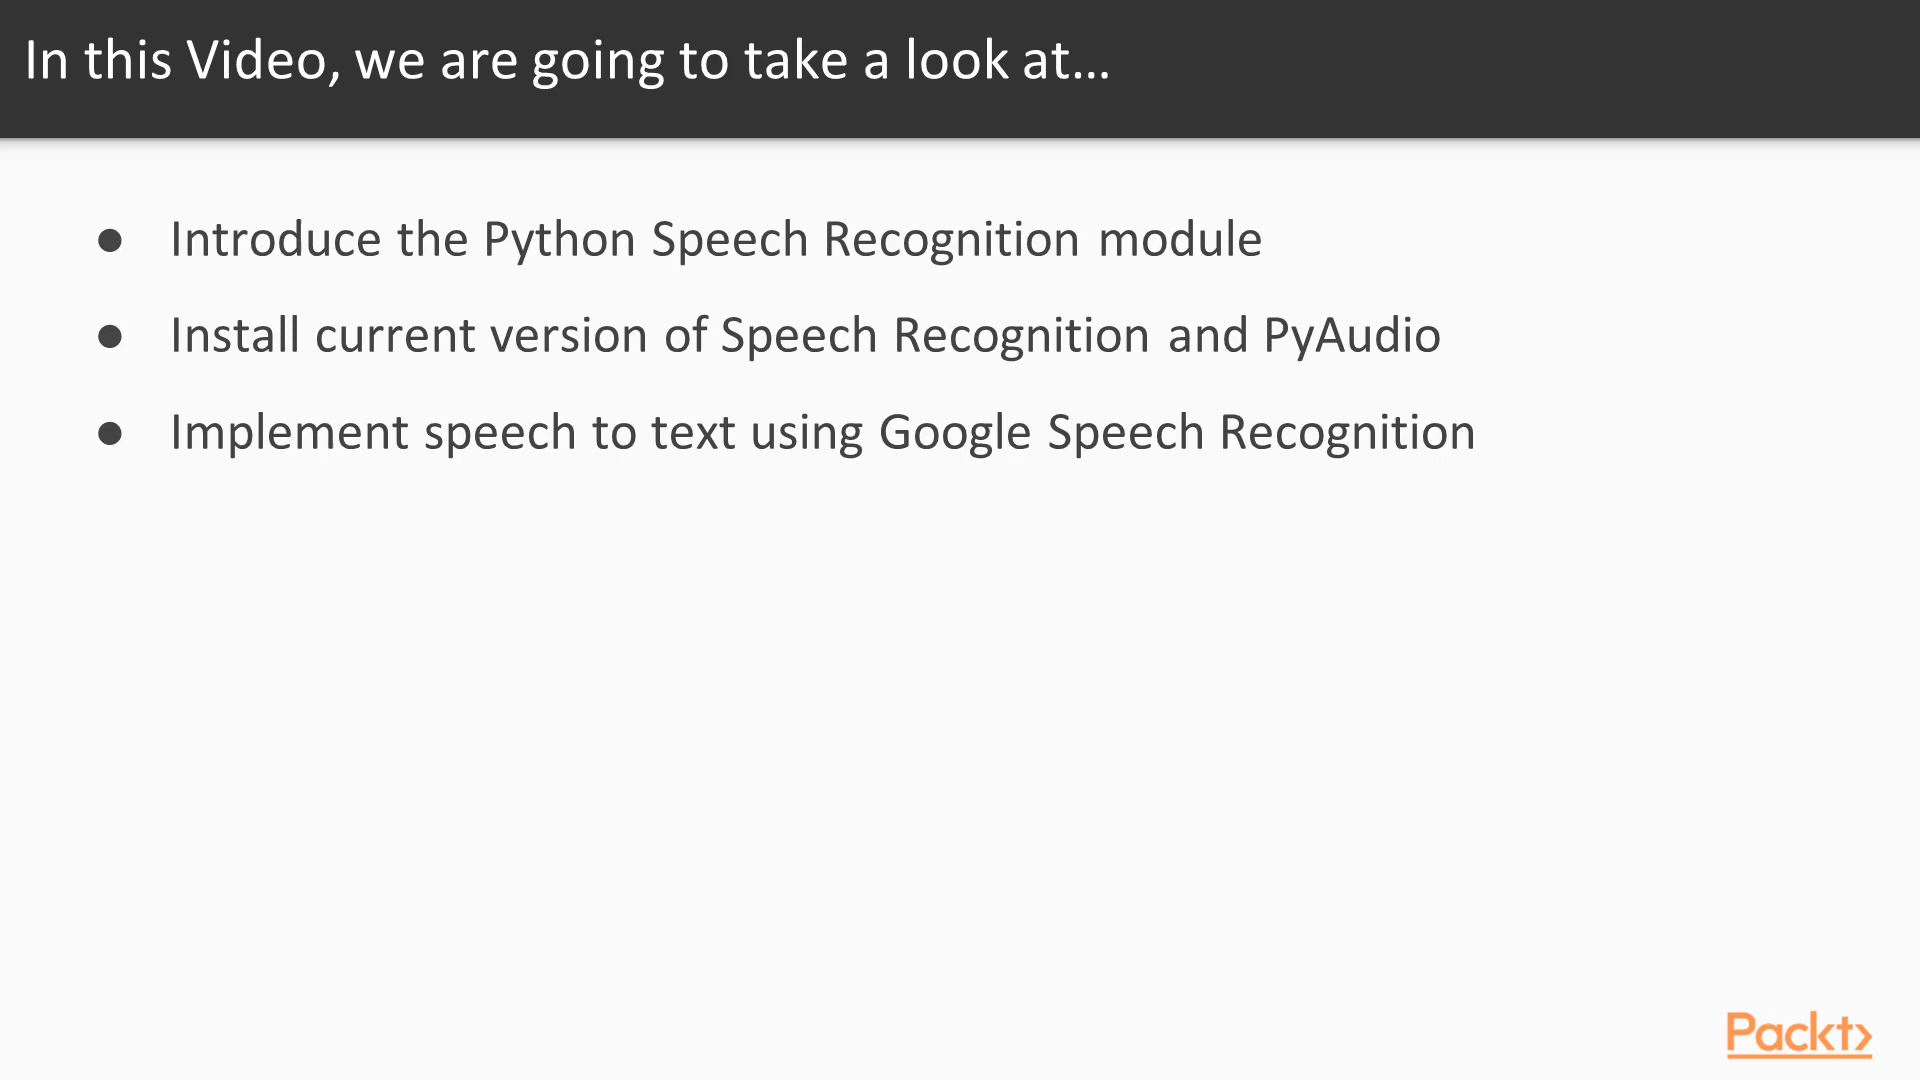 In this Video, we are going to take a look at…
● Introduce the Python Speech Recognition module
● Install current version of Speech Recognition and PyAudio
● Implement speech to text using Google Speech Recognition
Packt>